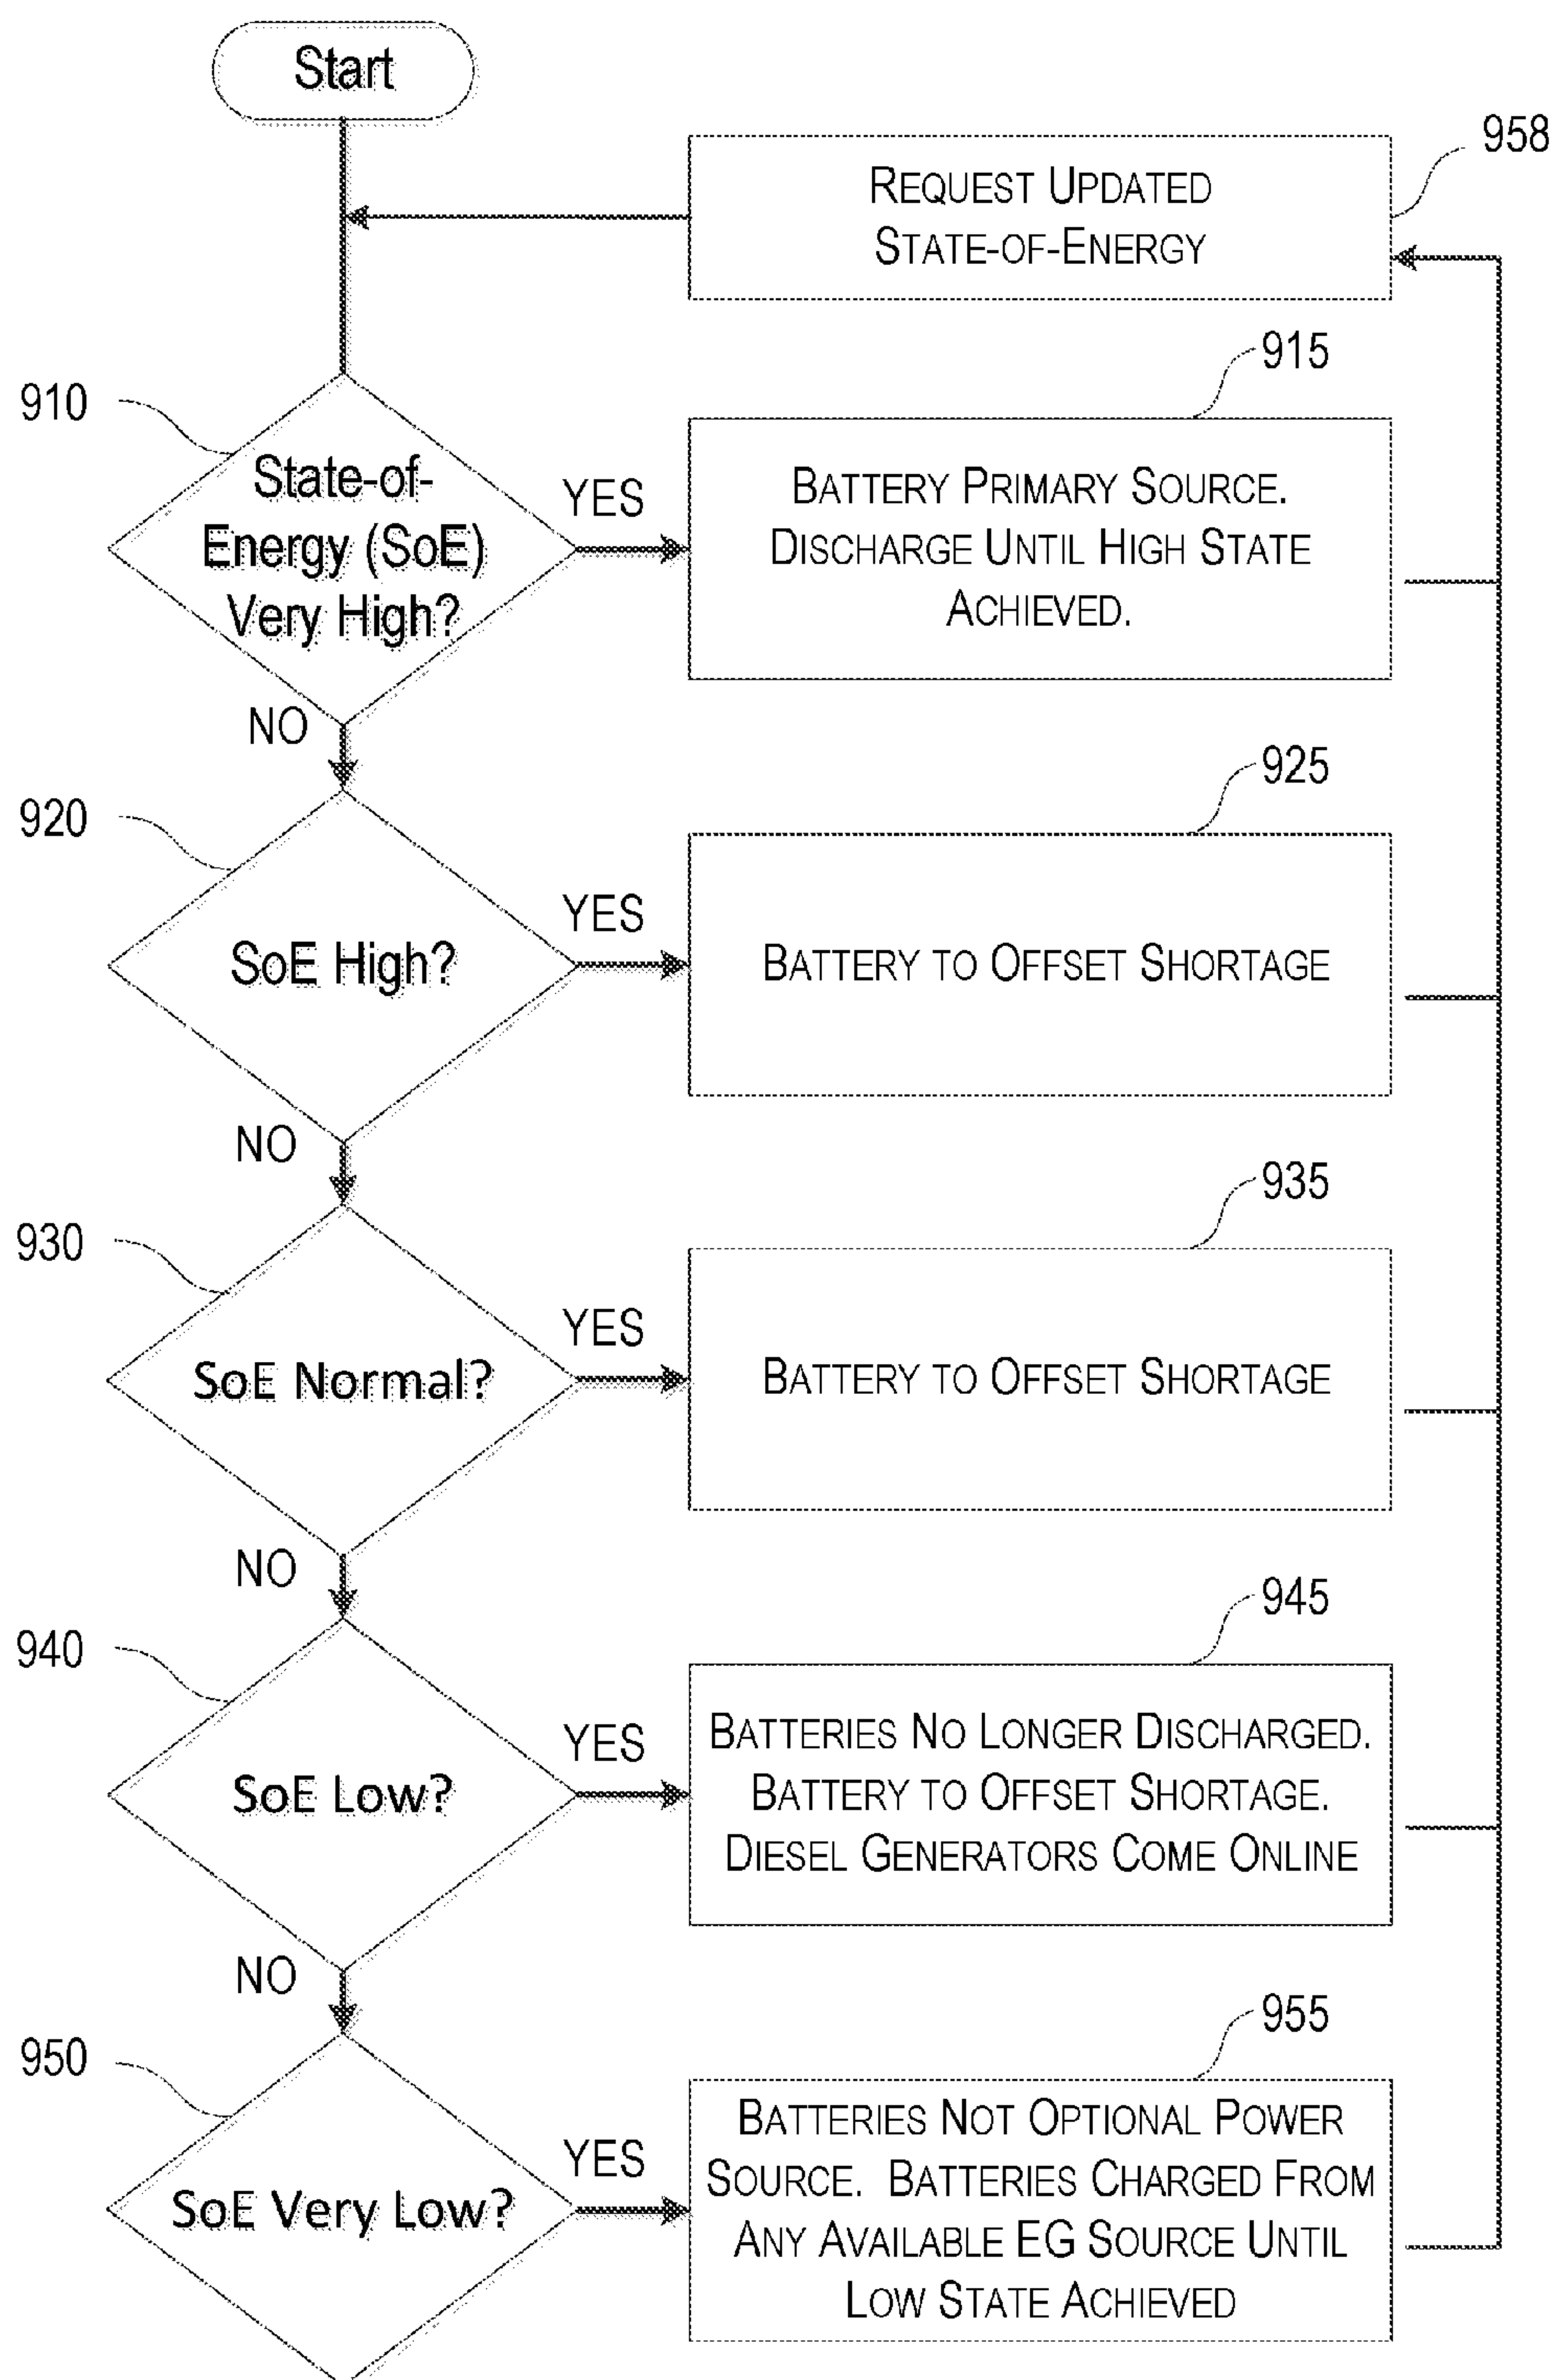 Start
958
REQUEST UPDATED
STATE-OF-ENERGY
910
State-of-
Energy (SoE)
Very High?
YES
915
BATTERY PRIMARY SOURCE.
DISCHARGE UNTIL HIGH STATE
ACHIEVED.
NO
920
SoE High?
YES
925
BATTERY TO OFFSET SHORTAGE
NO
930
SoE Normal?
YES
935
BATTERY TO OFFSET SHORTAGE
NO
940
SoE Low?
YES
945
BATTERIES NO LONGER DISCHARGED.
BATTERY TO OFFSET SHORTAGE.
DIESEL GENERATORS COME ONLINE
NO
950
SoE Very Low?
YES
955
BATTERIES NOT OPTIONAL POWER
SOURCE. BATTERIES CHARGED FROM
ANY AVAILABLE EG SOURCE UNTIL
LOW STATE ACHIEVED